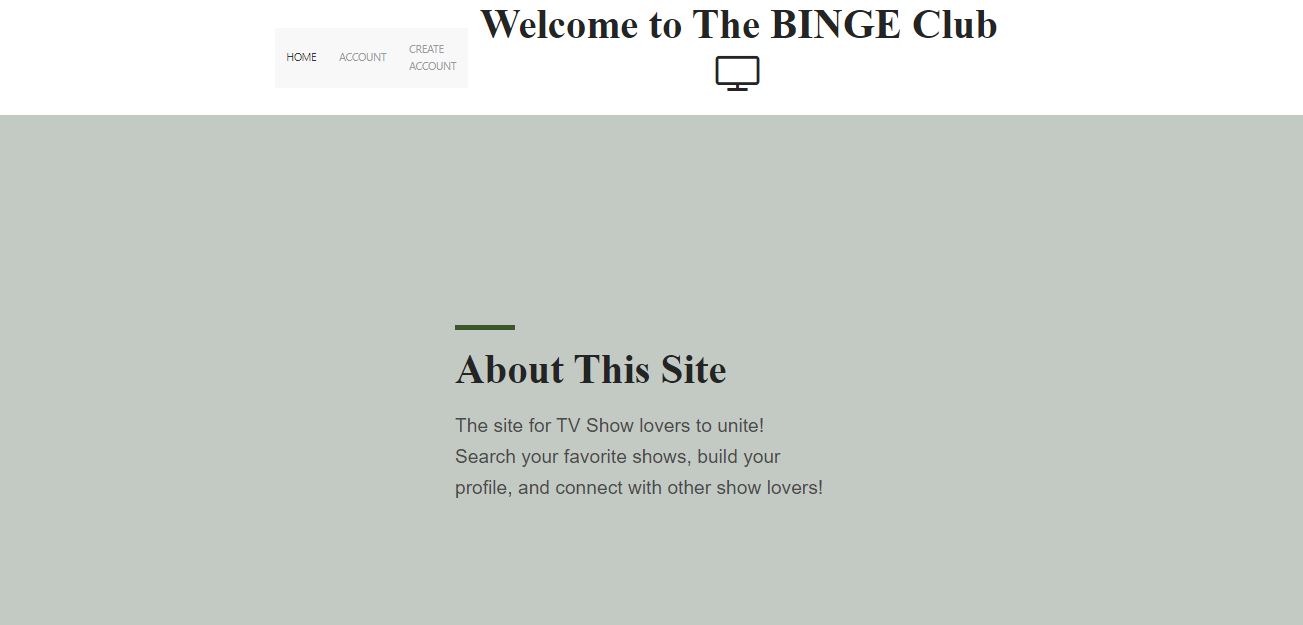 Welcome to The BINGE Club
HOME
ACCOUNT
CREATE
ACCOUNT
About This Site
The site for TV Show lovers to unite!
Search your favorite shows, build your
profile, and connect with other show lovers!